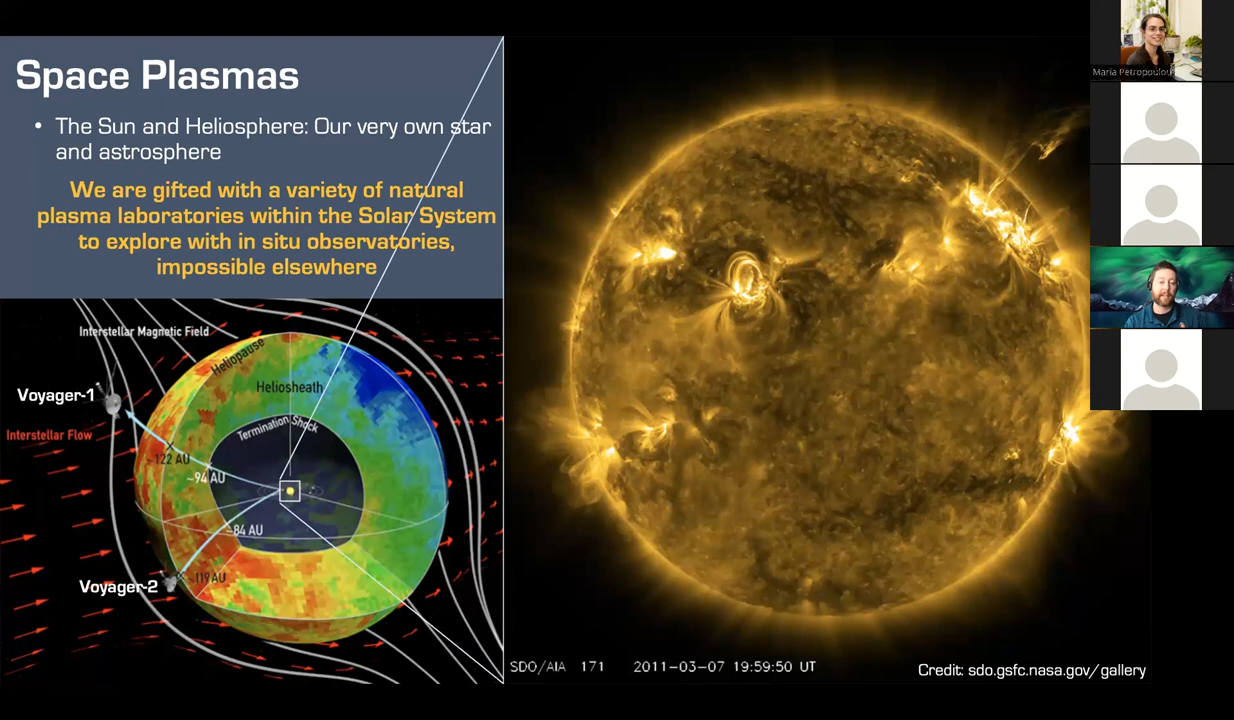 Space Plasmas
• The Sun and Heliosphere: Our very own star
and astrosphere
We are gifted with a variety of natural
plasma laboratories within the Solar System
to explore with in situ observatories,
impossible elsewhere
Interstellar Magnetic Field
Heliopause
Heliosheath
Voyager-1
Termination Shock
Interstellar Flow
~122 AU
~94 AU
~84 AU
~119 AU
Voyager-2
SDO/AIA 171 2011-03-07 19:59:50 UT
Credit: sdo.gsfc.nasa.gov/gallery
Maria Petropoulou